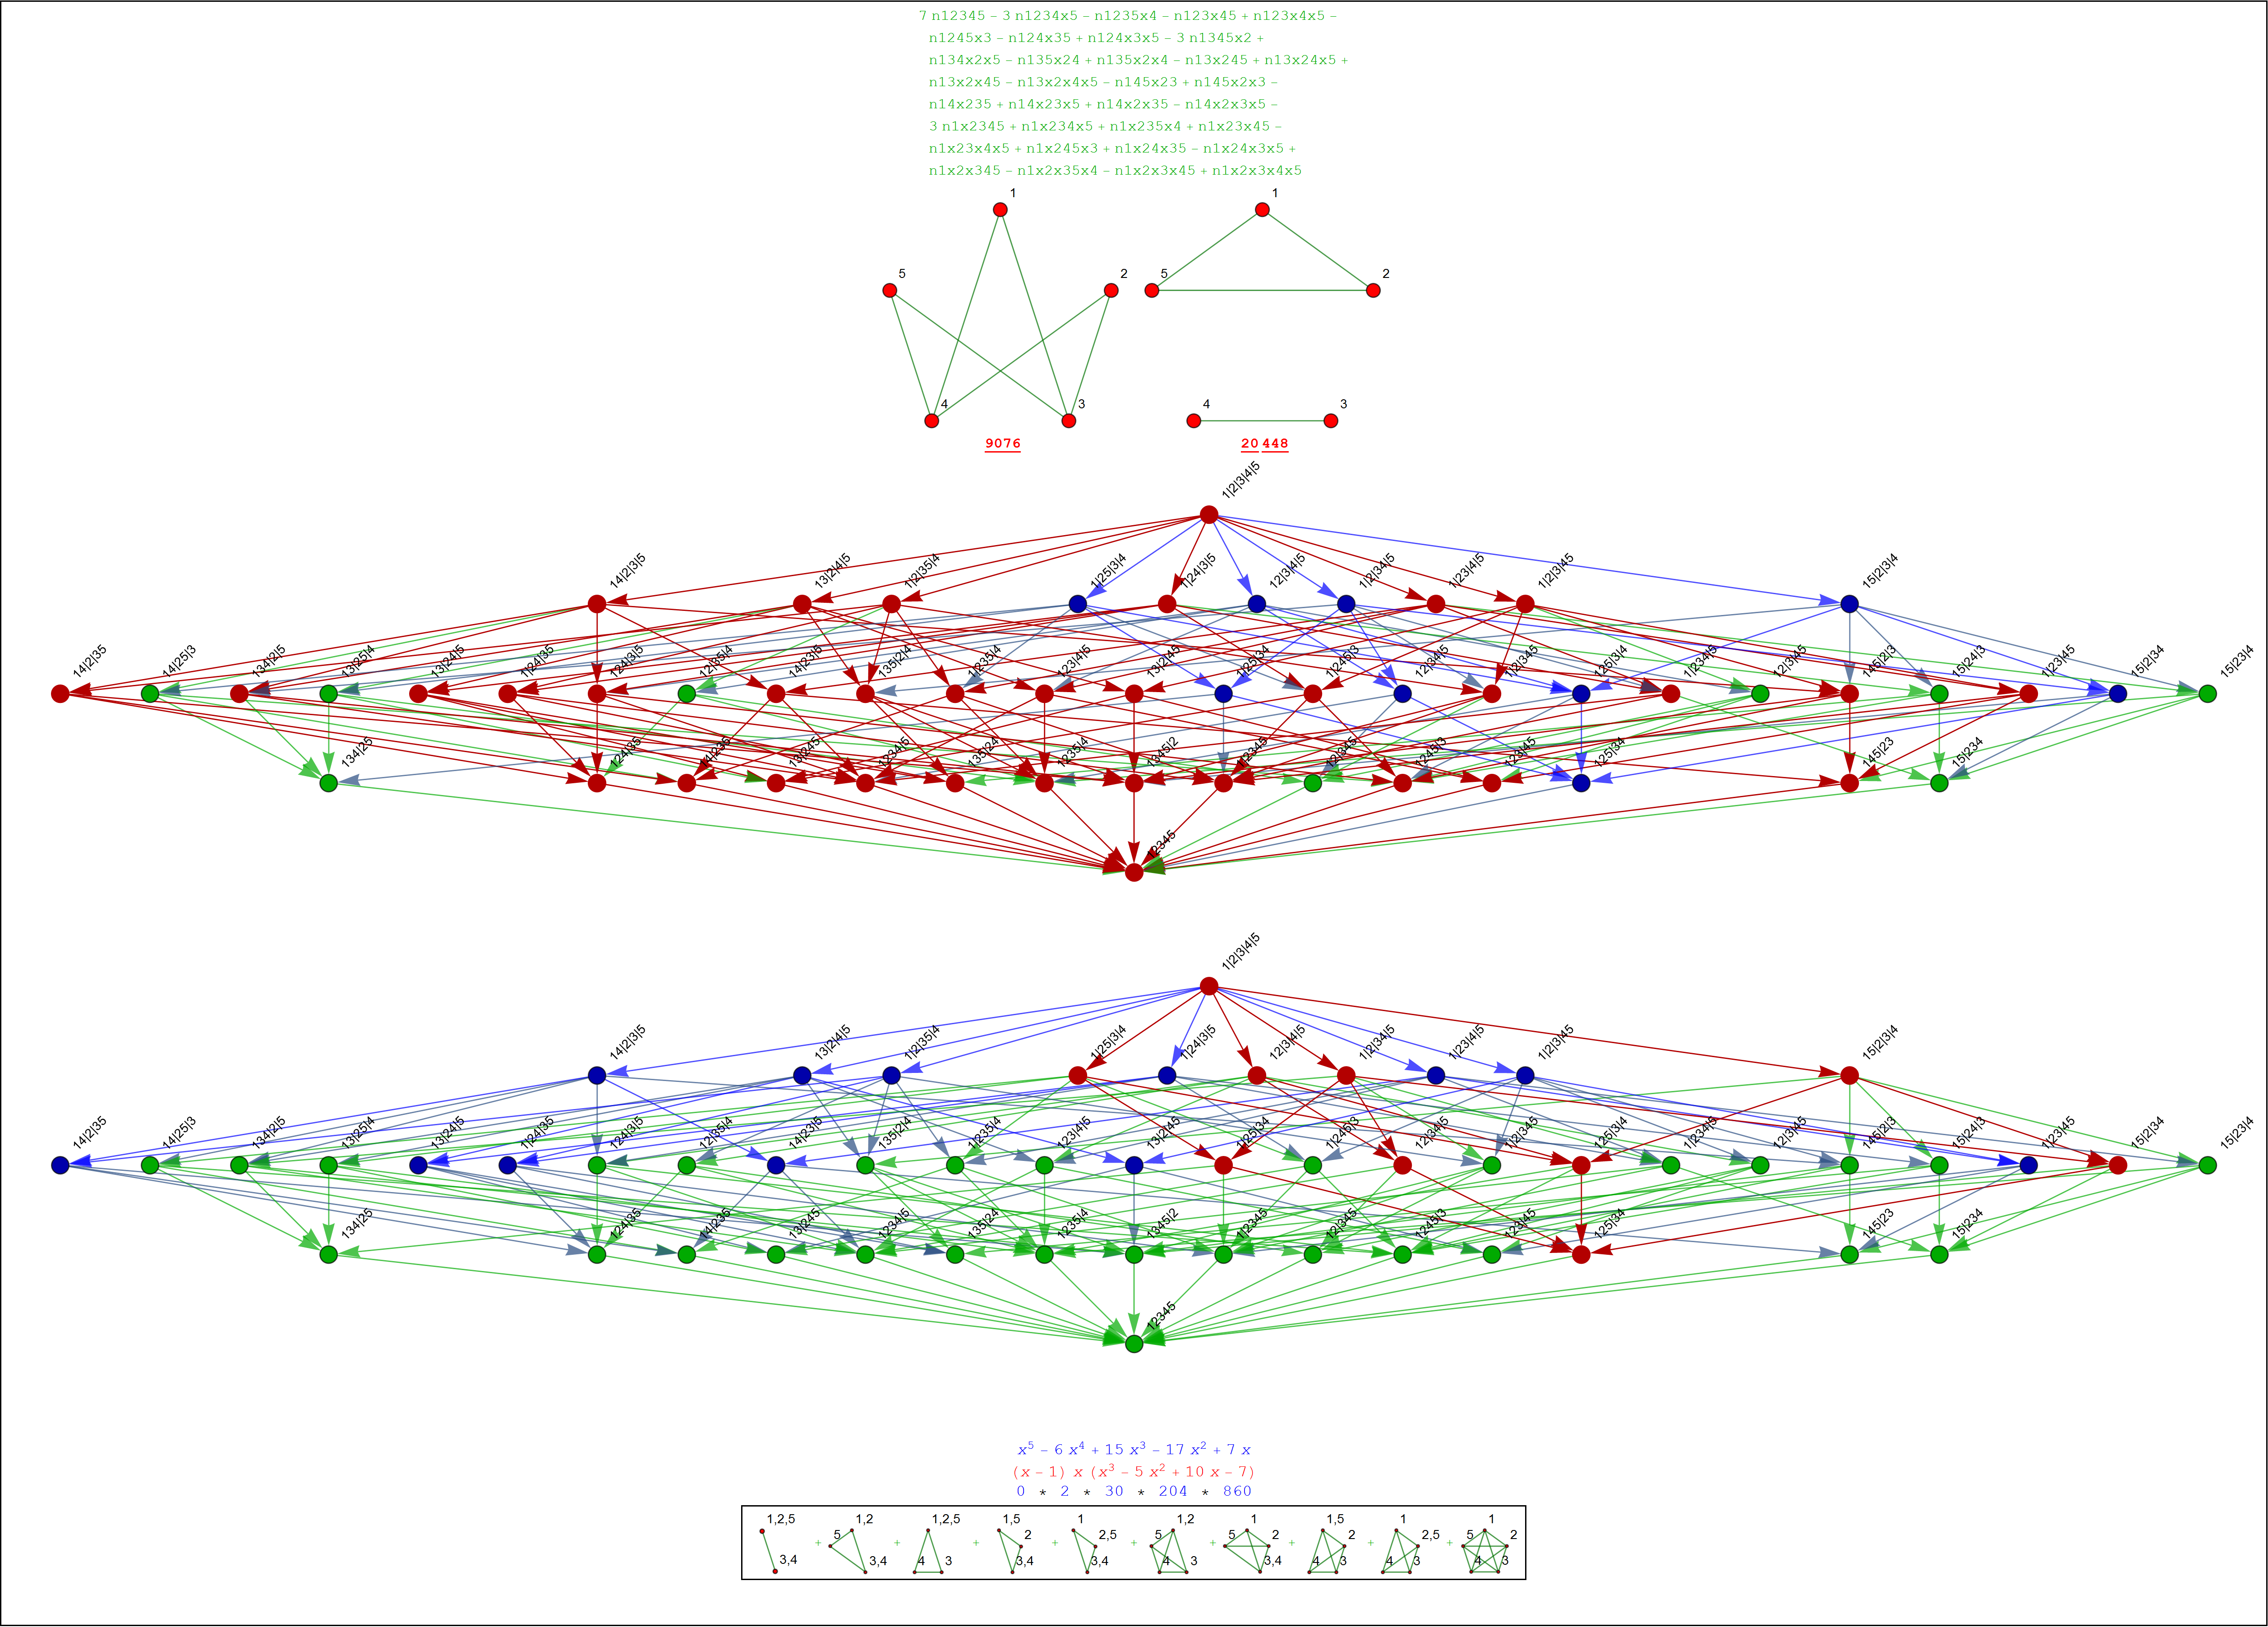 7 n12345 – 3 n1234x5 – n1235x4 – n123x45 + n123x4x5 –
n1245x3 – n124x35 + n124x3x5 – 3 n1345x2 +
n134x2x5 – n135x24 + n135x2x4 – n13x245 + n13x24x5 +
n13x2x45 – n13x2x4x5 – n145x23 + n145x2x3 –
n14x235 + n14x23x5 + n14x2x35 – n14x2x3x5 –
3 n1x2345 + n1x234x5 + n1x235x4 + n1x23x45 –
n1x23x4x5 + n1x245x3 + n1x24x35 – n1x24x3x5 +
n1x2x345 – n1x2x35x4 – n1x2x3x45 + n1x2x3x4x5
1 1
5 2 5 2
4 3 4 3
9076 20 448
1|2|3|4|5
14|2|3|5 13|2|4|5 1|2|35|4 1|25|3|4 1|24|3|5 12|3|4|5 1|2|34|5 1|23|4|5 1|2|3|45 15|2|3|4
14|2|35 14|25|3 134|2|5 13|25|4 13|24|5 1|24|35 124|3|5 12|35|4 14|23|5 135|2|4 1|235|4 123|4|5 13|2|45 1|25|34 1|245|3 12|34|5 1|2|345 125|3|4 1|234|5 12|3|45 145|2|3 15|24|3 1|23|45 15|2|34 15|23|4
134|25 124|35 14|235 13|245 1234|5 135|24 1235|4 1345|2 1|2345 12|345 1245|3 123|45 125|34 145|23 15|234
12345
1|2|3|4|5
14|2|3|5 13|2|4|5 1|2|35|4 1|25|3|4 1|24|3|5 12|3|4|5 1|2|34|5 1|23|4|5 1|2|3|45 15|2|3|4
14|2|35 14|25|3 134|2|5 13|25|4 13|24|5 1|24|35 124|3|5 12|35|4 14|23|5 135|2|4 1|235|4 123|4|5 13|2|45 1|25|34 1|245|3 12|34|5 1|2|345 125|3|4 1|234|5 12|3|45 145|2|3 15|24|3 1|23|45 15|2|34 15|23|4
134|25 124|35 14|235 13|245 1234|5 135|24 1235|4 1345|2 1|2345 12|345 1245|3 123|45 125|34 145|23 15|234
12345
x⁵ – 6 x⁴ + 15 x³ – 17 x² + 7 x
(x – 1) x (x³ – 5 x² + 10 x – 7)
0 * 2 * 30 * 204 * 860
1,2,5 1,2 1,2,5 1,5 1 1,2 1 1,5 1 1
5 2 2,5 5 5 2 2 2,5 5 2
+ + + + + + + + +
3,4 3,4 4 3 3,4 3,4 4 3 3,4 4 3 4 3 4 3